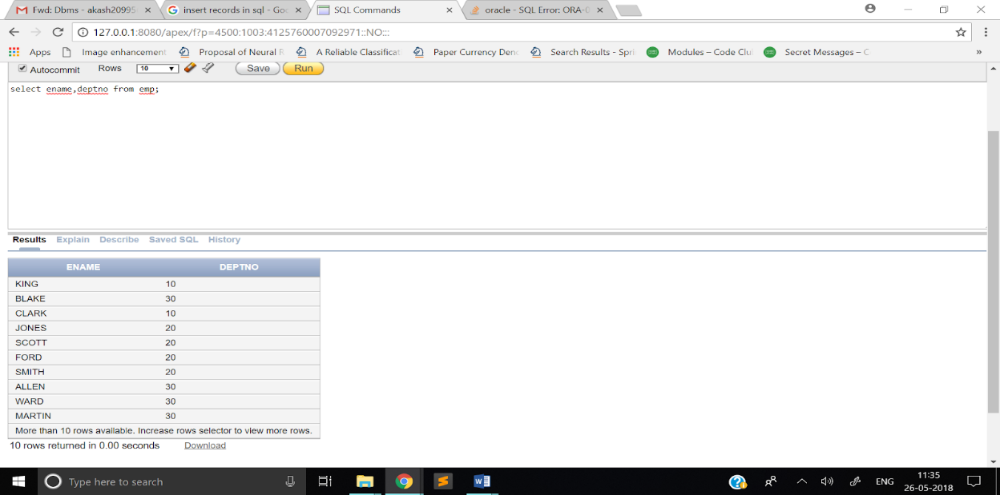 Fwd: Dbms - akash20995
insert records in sql - Goo
SQL Commands
oracle - SQL Error: ORA-0
127.0.0.1:8080/apex/f?p=4500:1003:4125760007092971::NO:::
Apps Image enhancement Proposal of Neural A Reliable Classificat Paper Currency Den Search Results - Spri Modules – Code Clu Secret Messages – C »
Autocommit Rows 10 Save Run
select ename,deptno from emp;
Results Explain Describe Saved SQL History
ENAME DEPTNO
KING 10
BLAKE 30
CLARK 10
JONES 20
SCOTT 20
FORD 20
SMITH 20
ALLEN 30
WARD 30
MARTIN 30
More than 10 rows available. Increase rows selector to view more rows.
10 rows returned in 0.00 seconds Download
Type here to search
ENG
11:35
26-05-2018